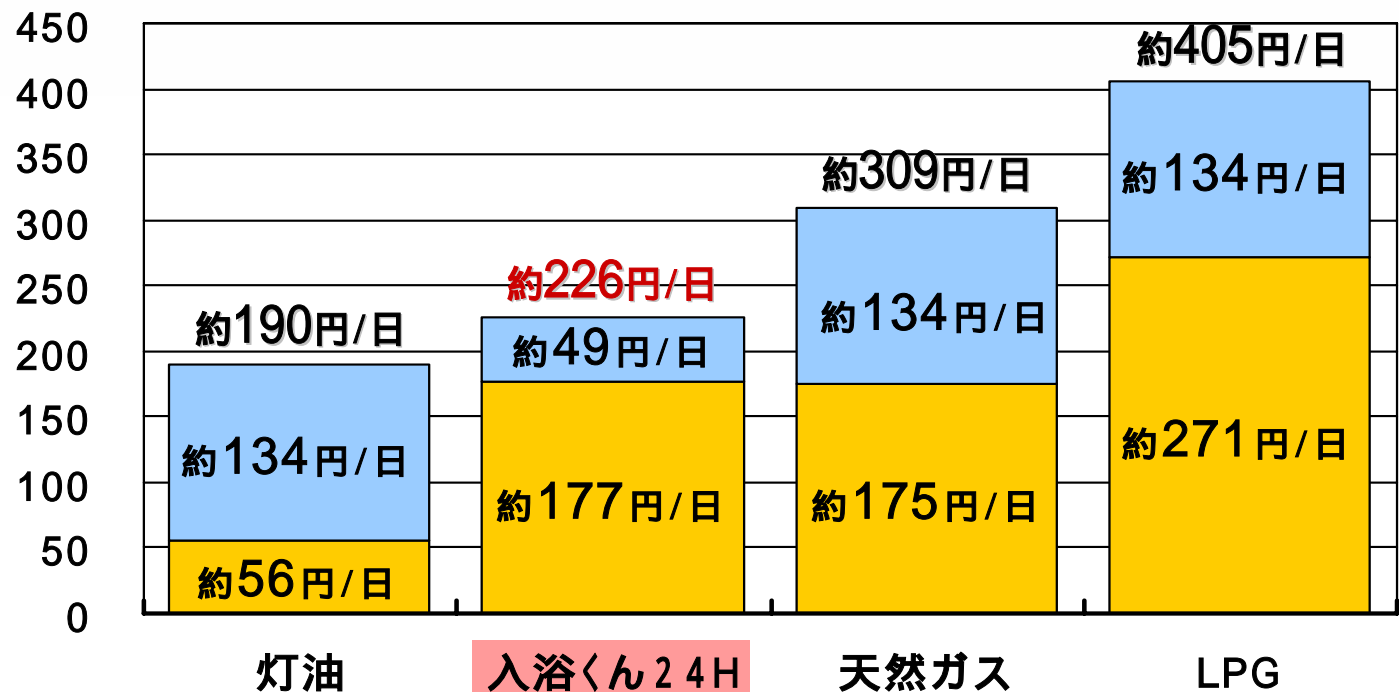 450
400
350
300
250
200
150
100
50
0
約190円/日
約134円/日
約56円/日
約226円/日
約49円/日
約177円/日
約309円/日
約134円/日
約175円/日
約405円/日
約134円/日
約271円/日
灯油
入浴くん24H
天然ガス
LPG